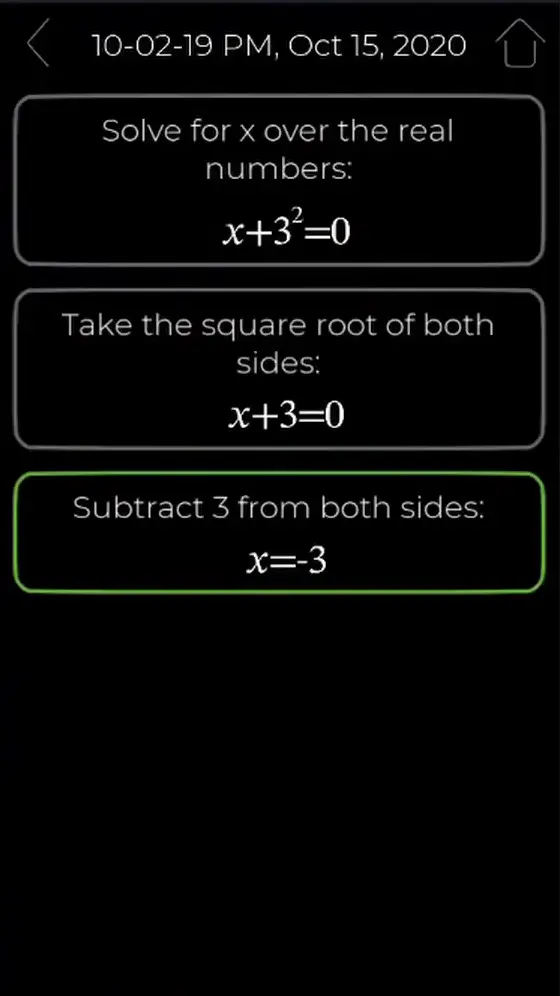 10-02-19 PM, Oct 15, 2020
Solve for x over the real
numbers:
x+3²=0
Take the square root of both
sides:
x+3=0
Subtract 3 from both sides:
x=-3